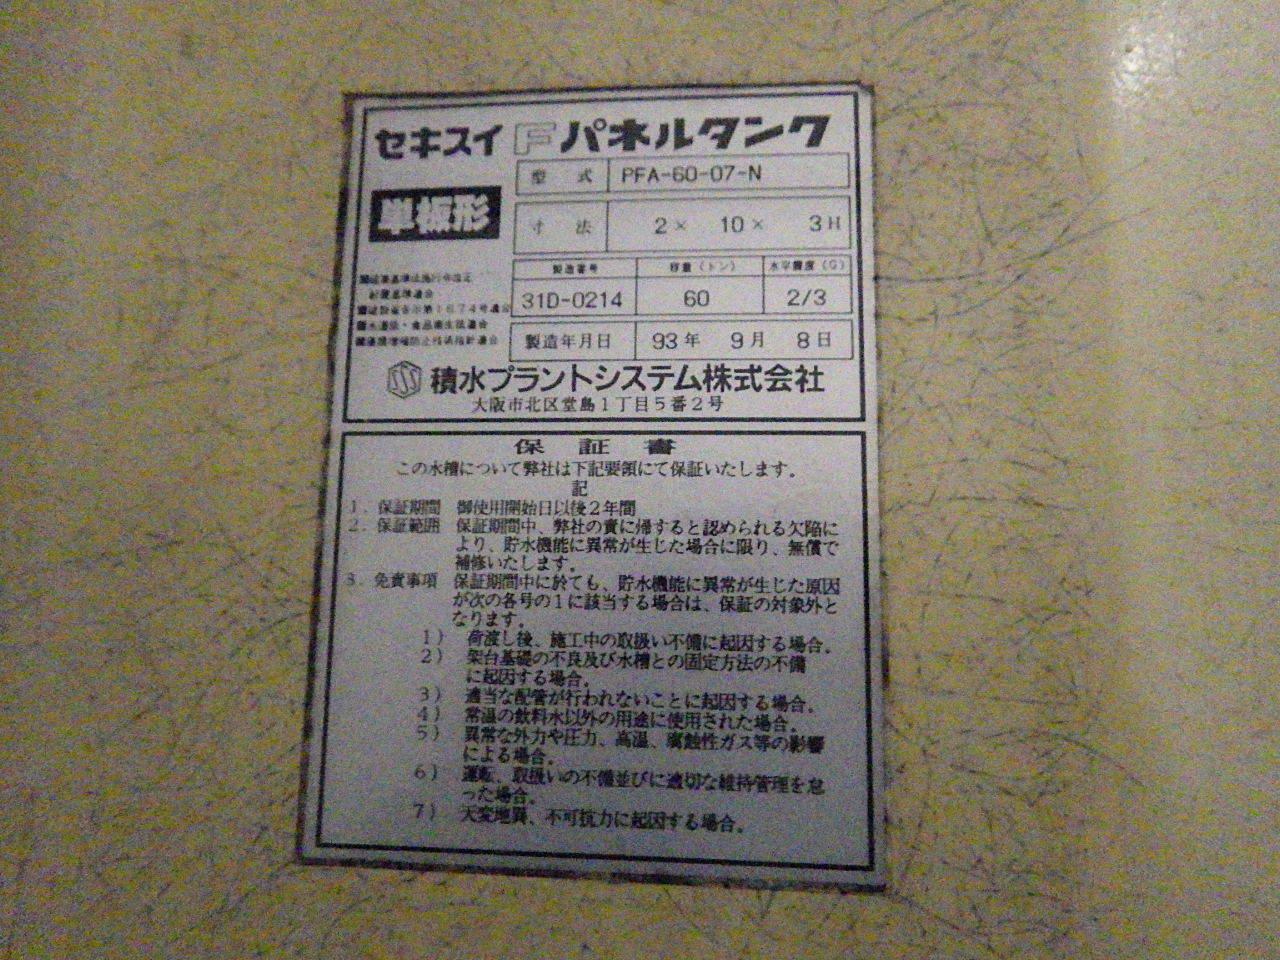 セキスイ Fパネルタンク
単板形
型式 PFA-60-07-N
寸法 2× 10× 3H
製造番号 容量(トン) 水平震度(G)
31D-0214 60 2/3
製造年月日 93年 9月 8日
積水プラントシステム株式会社
大阪市北区堂島1丁目5番2号
保証書
この水槽について弊社は下記要領にて保証いたします。
記
1. 保証期間 御使用開始日以後2年間
2. 保証範囲 保証期間中、弊社の責に帰すると認められる欠陥に
より、貯水機能に異常が生じた場合に限り、無償で
補修いたします。
3. 免責事項 保証期間中に於ても、貯水機能に異常が生じた原因
が次の各号の1に該当する場合は、保証の対象外と
なります。
1) 荷渡し後、施工中の取扱い不備に起因する場合。
2) 架台基礎の不良及び水槽との固定方法の不備
に起因する場合。
3) 適当な配管が行われないことに起因する場合。
4) 常温の飲料水以外の用途に使用された場合。
5) 異常な外力や圧力、高温、腐蝕性ガス等の影響
による場合。
6) 運転、取扱いの不備並びに適切な維持管理を怠
った場合。
7) 天変地異、不可抗力に起因する場合。